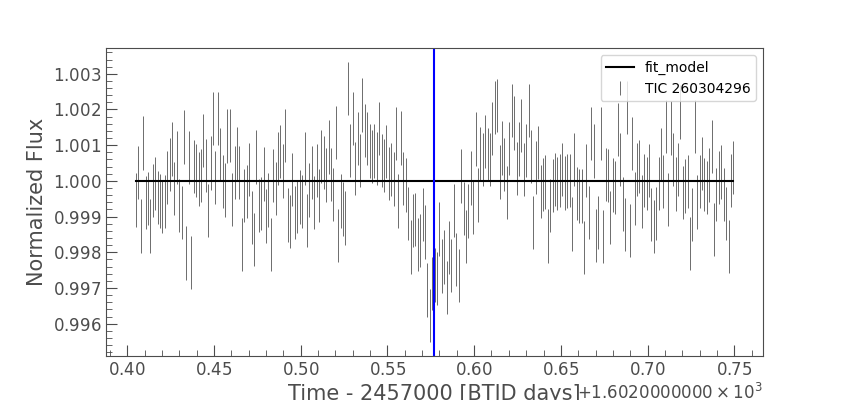 fit_model
TIC 260304296
1.003
1.002
1.001
1.000
0.999
0.998
0.997
0.996
Normalized Flux
0.40 0.45 0.50 0.55 0.60 0.65 0.70 0.75
Time - 2457000 [BTJD days]
+1.6020000000 × 10³